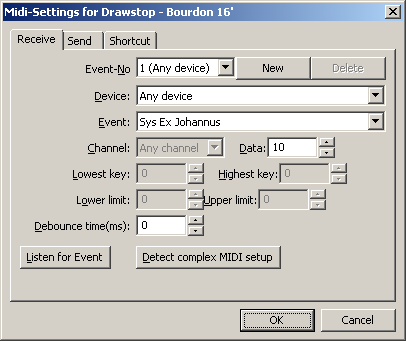 Midi-Settings for Drawstop - Bourdon 16'
Receive Send Shortcut
Event-No 1 (Any device) New Delete
Device: Any device
Event: Sys Ex Johannus
Channel: Any channel Data: 10
Lowest key: 0 Highest key: 0
Lower limit: 0 Upper limit: 0
Debounce time(ms): 0
Listen for Event Detect complex MIDI setup
OK Cancel